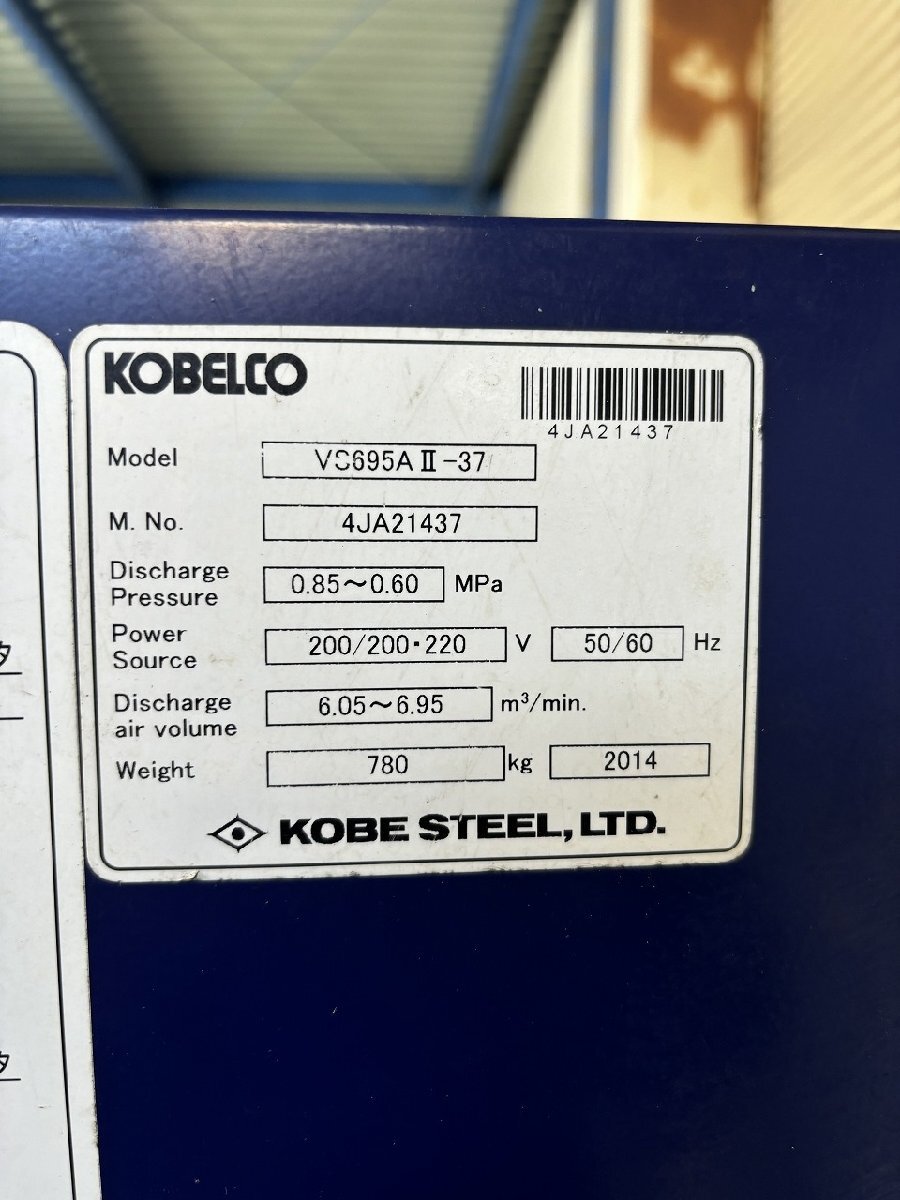 KOBELCO
4JA21437
Model VS695AⅡ-37
M. No. 4JA21437
Discharge
Pressure 0.85～0.60 MPa
Power
Source 200/200・220 V 50/60 Hz
Discharge
air volume 6.05～6.95 m³/min.
Weight 780 kg 2014
KOBE STEEL, LTD.